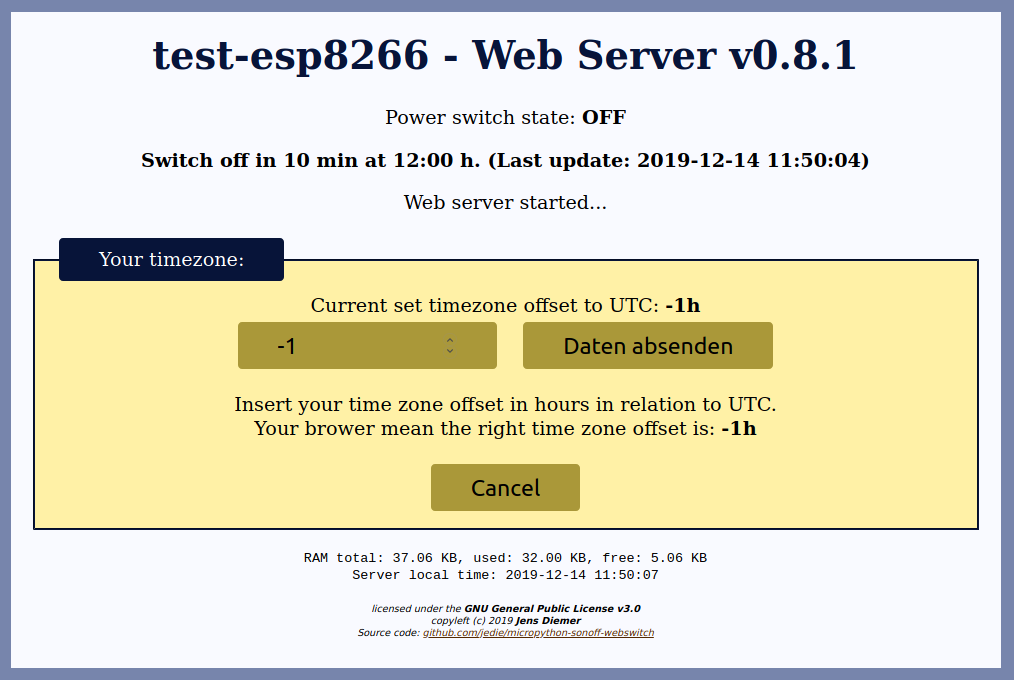 test-esp8266 - Web Server v0.8.1
Power switch state: OFF
Switch off in 10 min at 12:00 h. (Last update: 2019-12-14 11:50:04)
Web server started...
Your timezone:
Current set timezone offset to UTC: -1h
-1 Daten absenden
Insert your time zone offset in hours in relation to UTC.
Your brower mean the right time zone offset is: -1h
Cancel
RAM total: 37.06 KB, used: 32.00 KB, free: 5.06 KB
Server local time: 2019-12-14 11:50:07
licensed under the GNU General Public License v3.0
copyleft (c) 2019 Jens Diemer
Source code: github.com/jedie/micropython-sonoff-webswitch